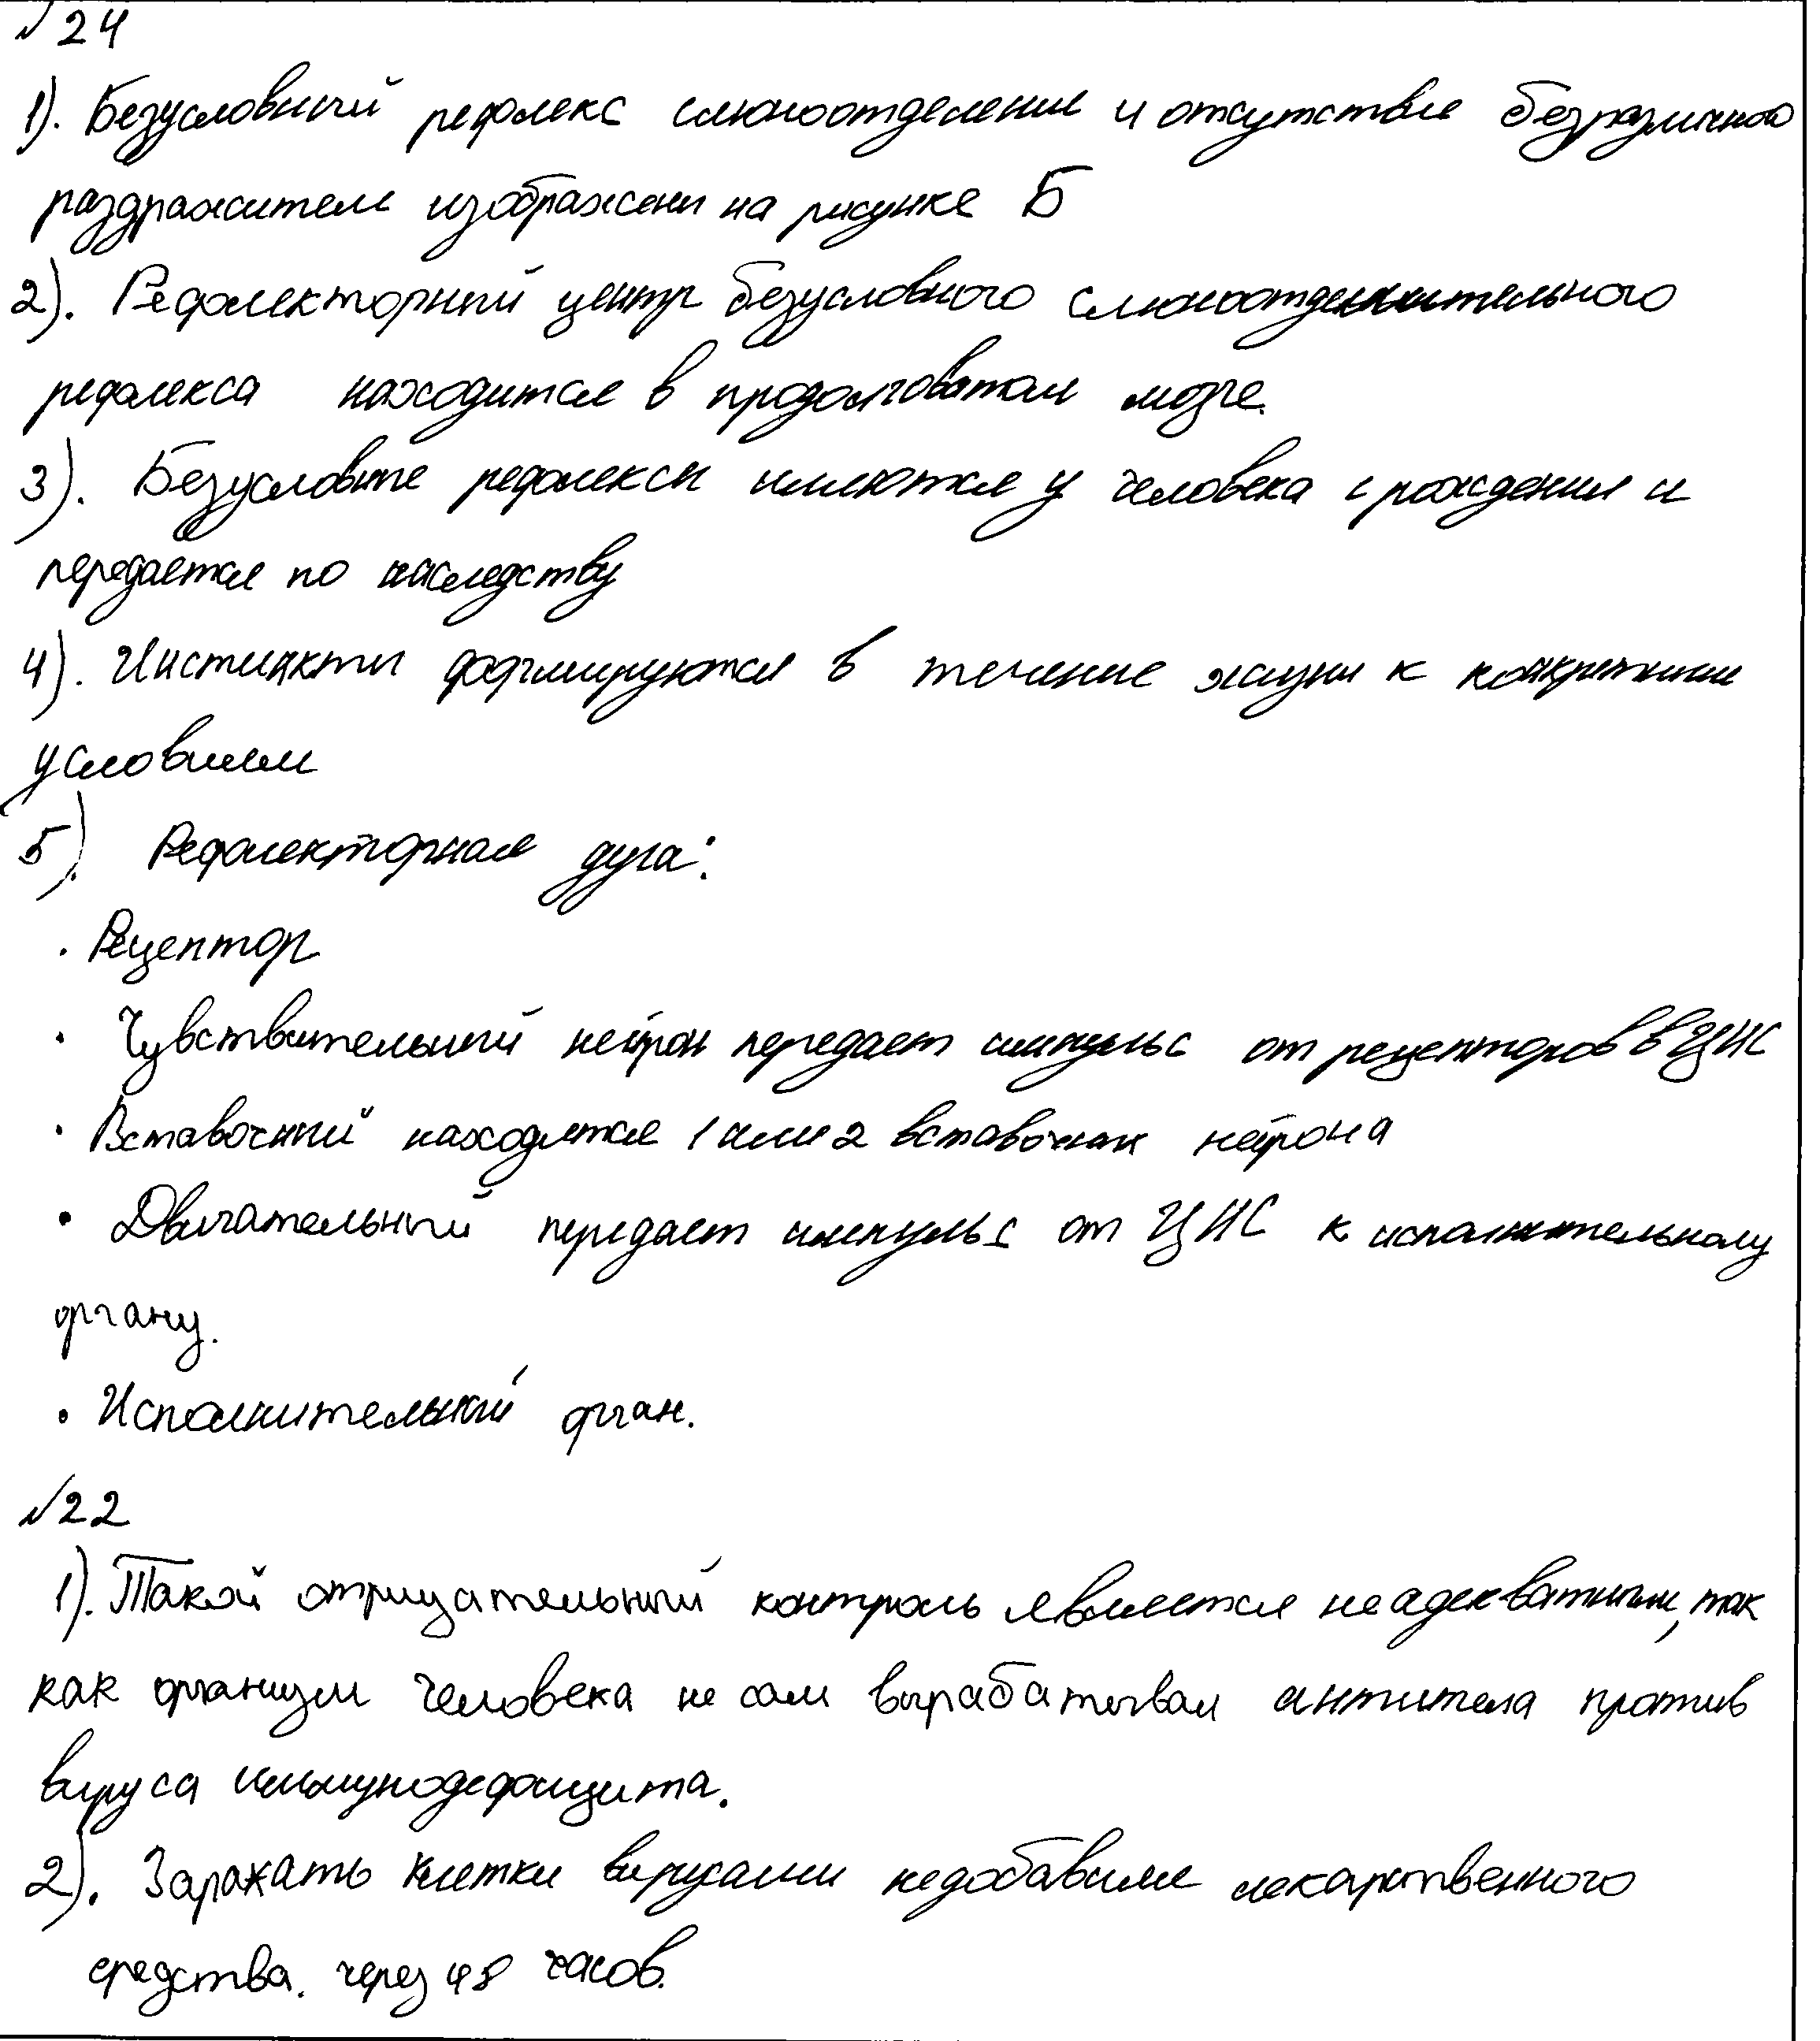 №24
1). Безусловный рефлекс слюноотделения и отсутствие безразличного
раздражителя изображены на рисунке Б
2). Рефлекторный центр безусловного слюноотделительного
рефлекса находится в продолговатом мозге.
3). Безусловные рефлексы имеются у человека с рождения и
передается по наследству
4). Инстинкты формируются в течение жизни к конкретным
условиям
5). Рефлекторная дуга:
· Рецептор
· Чувствительный нейрон передает импульс от рецепторов в ЦНС
· Вставочный находятся 1 или 2 вставочных нейрона
· Двигательный передает импульс от ЦНС к исполнительному
органу.
· Исполнительный орган.
№22
1). Такой отрицательный контроль является неадекватным, так
как организм человека не сам вырабатывал антитела против
вируса иммунодефицита.
2). Заражать клетки вирусами недобавляя лекарственного
средства. через 48 часов.